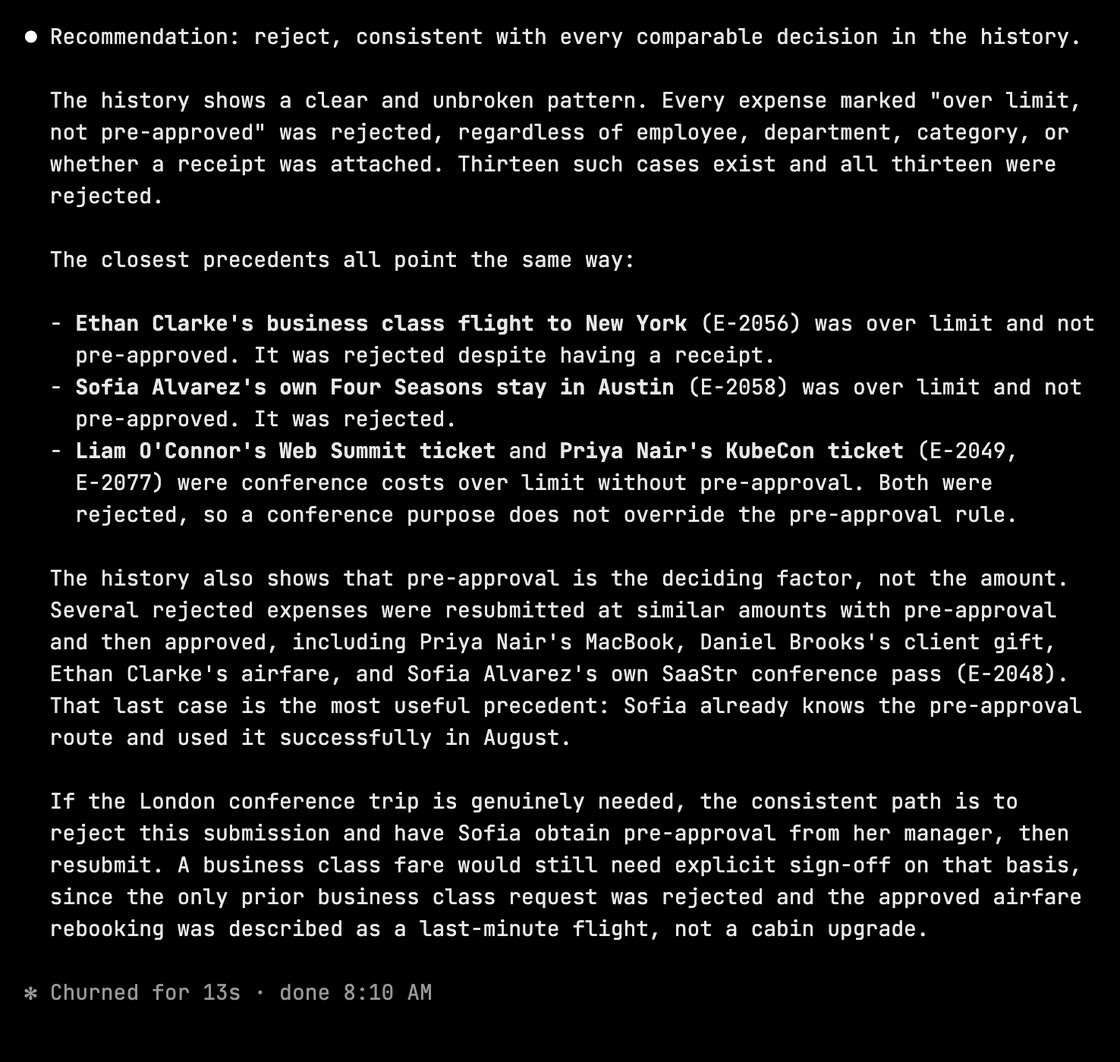 ● Recommendation: reject, consistent with every comparable decision in the history.
The history shows a clear and unbroken pattern. Every expense marked "over limit,
not pre-approved" was rejected, regardless of employee, department, category, or
whether a receipt was attached. Thirteen such cases exist and all thirteen were
rejected.
The closest precedents all point the same way:
- Ethan Clarke's business class flight to New York (E-2056) was over limit and not
pre-approved. It was rejected despite having a receipt.
- Sofia Alvarez's own Four Seasons stay in Austin (E-2058) was over limit and not
pre-approved. It was rejected.
- Liam O'Connor's Web Summit ticket and Priya Nair's KubeCon ticket (E-2049,
E-2077) were conference costs over limit without pre-approval. Both were
rejected, so a conference purpose does not override the pre-approval rule.
The history also shows that pre-approval is the deciding factor, not the amount.
Several rejected expenses were resubmitted at similar amounts with pre-approval
and then approved, including Priya Nair's MacBook, Daniel Brooks's client gift,
Ethan Clarke's airfare, and Sofia Alvarez's own SaaStr conference pass (E-2048).
That last case is the most useful precedent: Sofia already knows the pre-approval
route and used it successfully in August.
If the London conference trip is genuinely needed, the consistent path is to
reject this submission and have Sofia obtain pre-approval from her manager, then
resubmit. A business class fare would still need explicit sign-off on that basis,
since the only prior business class request was rejected and the approved airfare
rebooking was described as a last-minute flight, not a cabin upgrade.
✻ Churned for 13s · done 8:10 AM